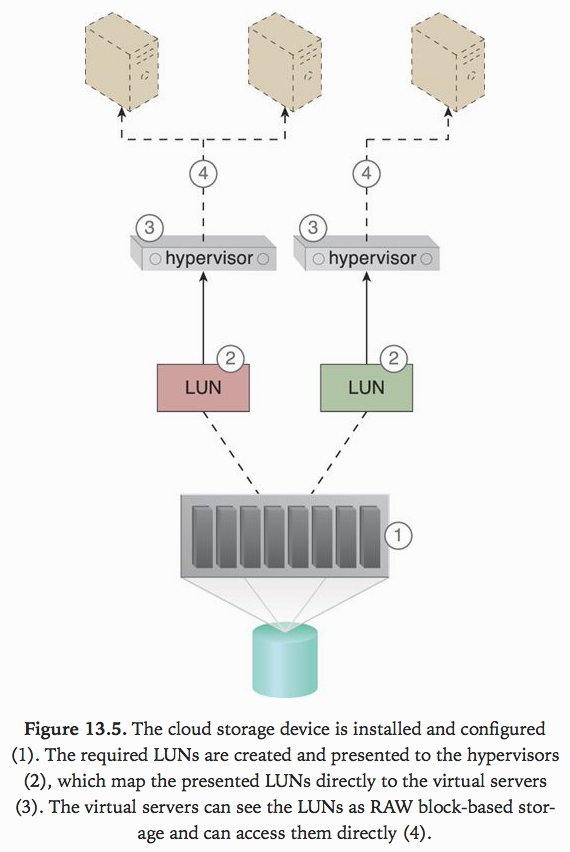 4 4
3 3
hypervisor hypervisor
2 2
LUN LUN
1
Figure 13.5. The cloud storage device is installed and configured
(1). The required LUNs are created and presented to the hypervisors
(2), which map the presented LUNs directly to the virtual servers
(3). The virtual servers can see the LUNs as RAW block-based stor-
age and can access them directly (4).